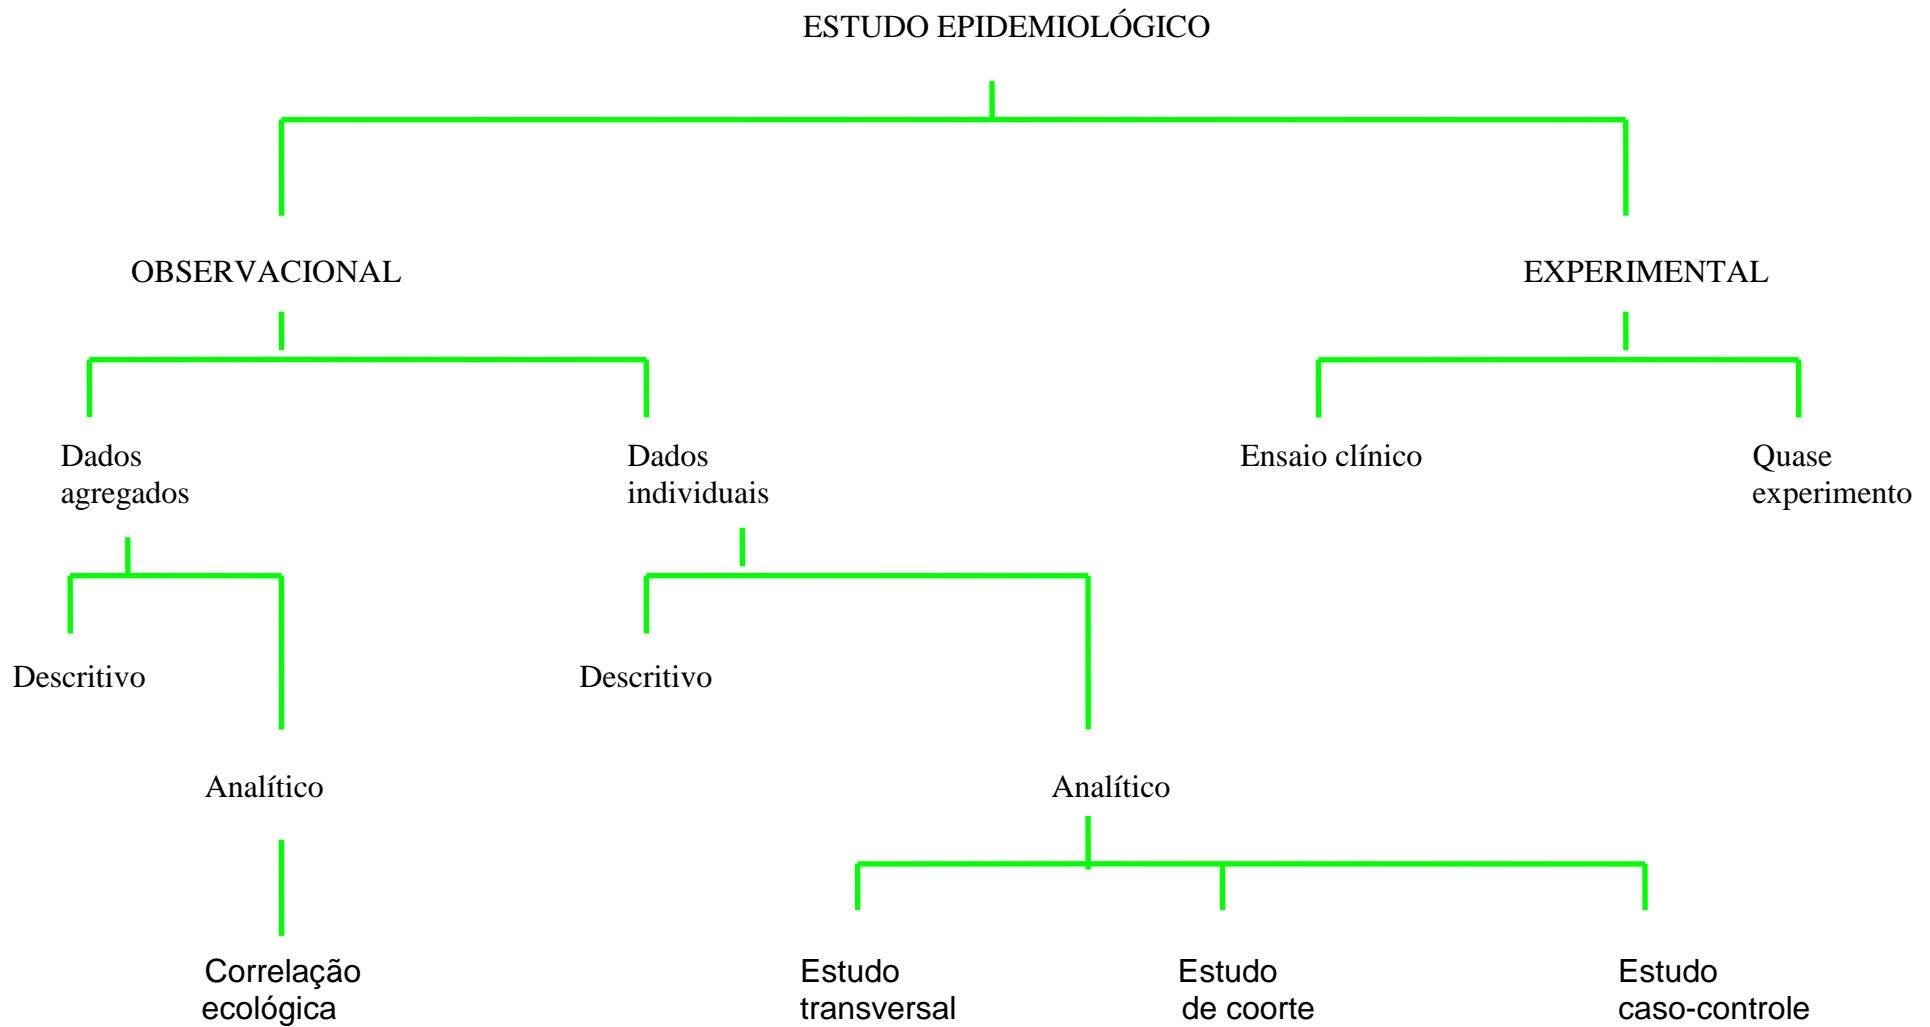 ESTUDO EPIDEMIOLÓGICO
OBSERVACIONAL
EXPERIMENTAL
Dados
agregados
Dados
individuais
Ensaio clínico
Quase
experimento
Descritivo
Descritivo
Analítico
Analítico
Correlação
ecológica
Estudo
transversal
Estudo
de coorte
Estudo
caso-controle